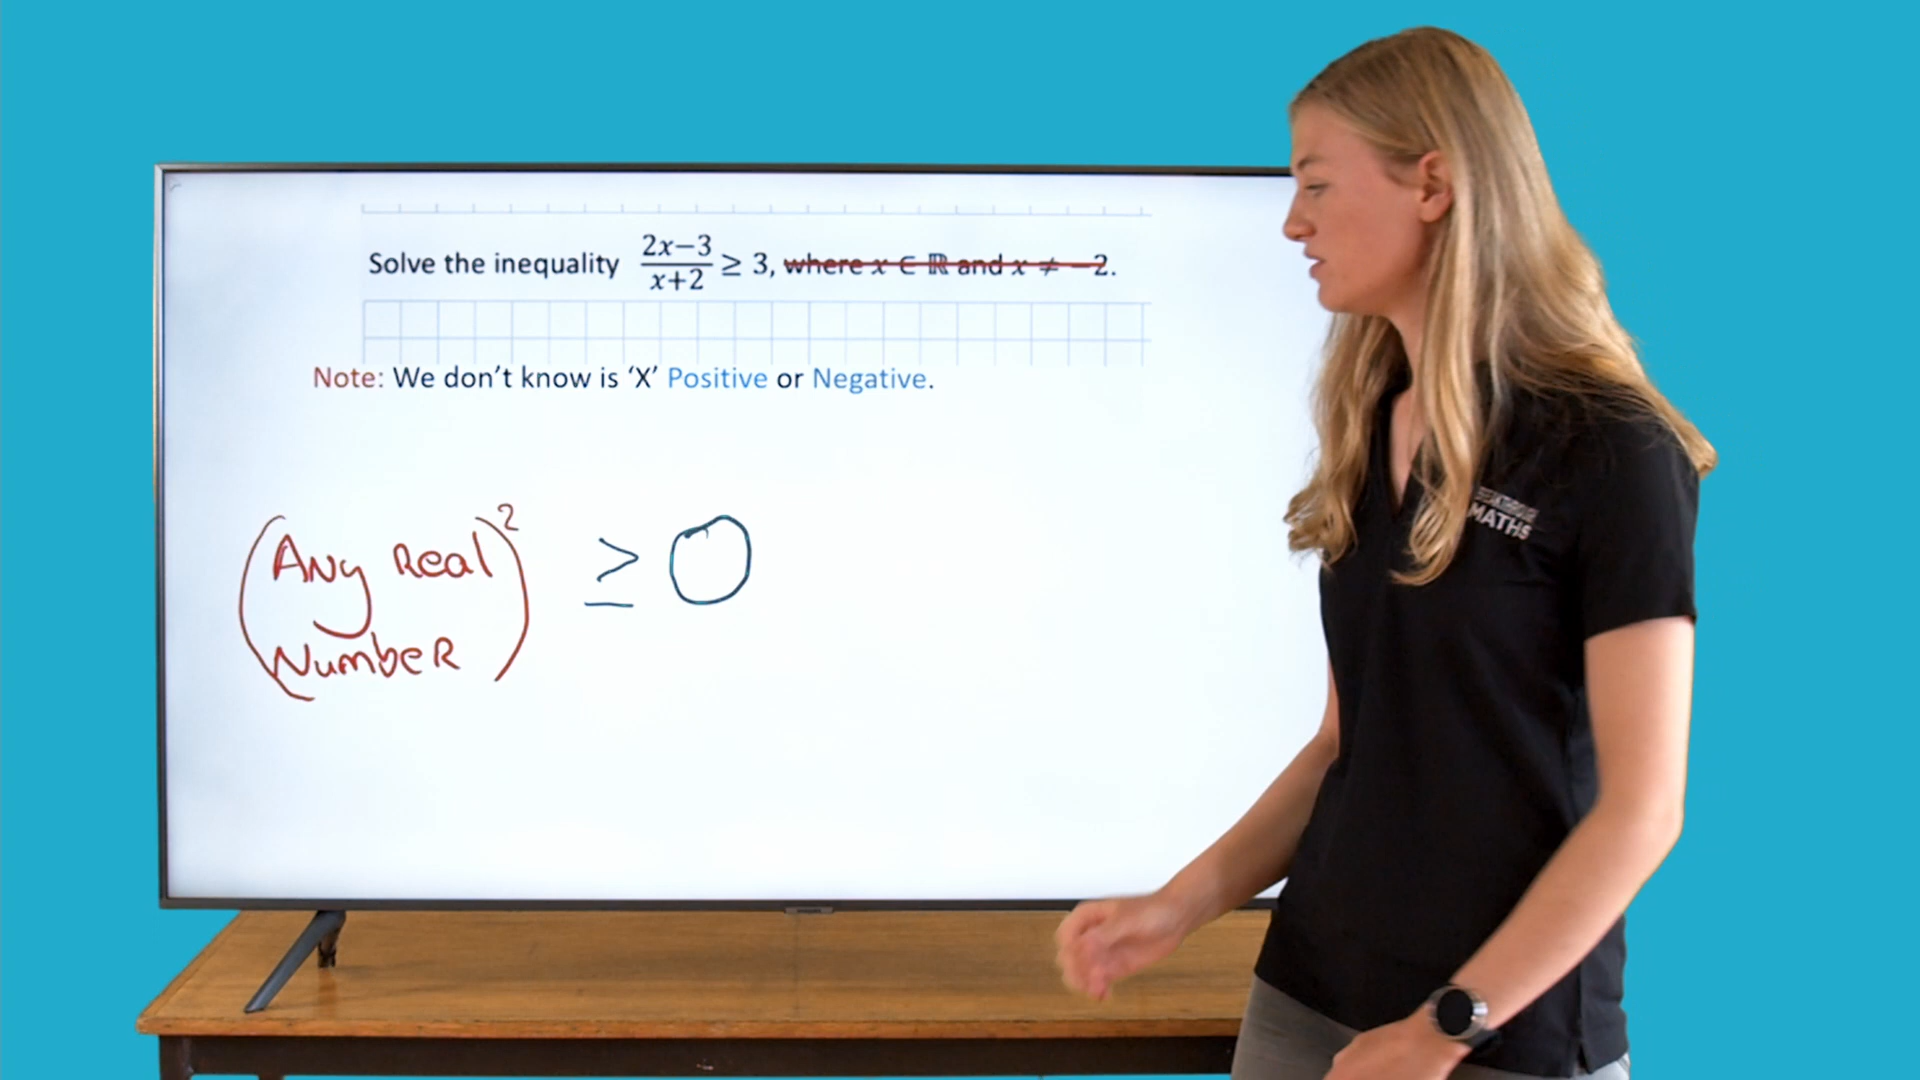 Solve the inequality 2x−3/x+2 ≥ 3, where x ∈ ℝ and x ≠ −2.
Note: We don't know is 'X' Positive or Negative.
(Any Real
Number)² ≥ 0
MATHS